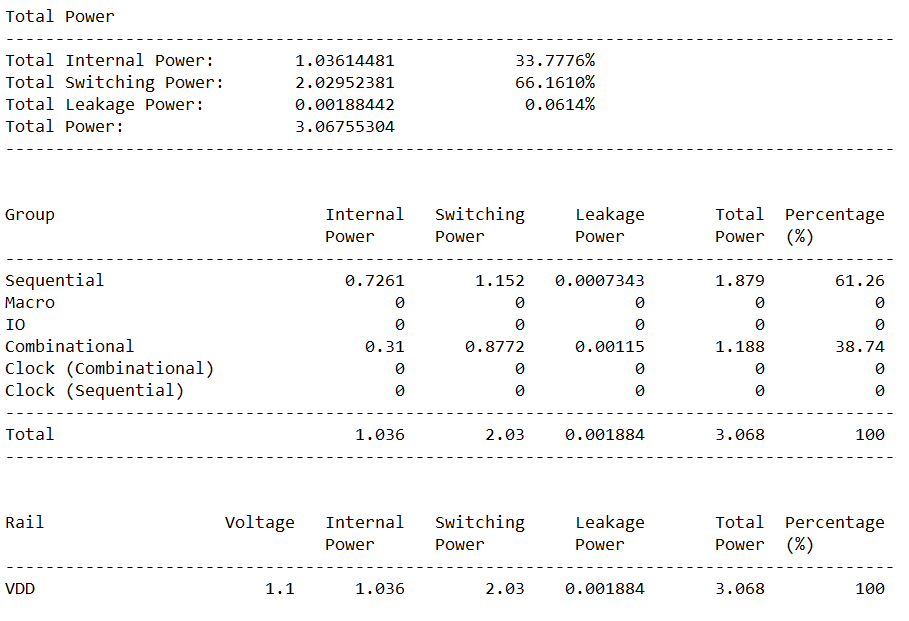 Total Power
-----------------------------------------------------------------------------------------
Total Internal Power:        1.03614481            33.7776%
Total Switching Power:       2.02952381            66.1610%
Total Leakage Power:         0.00188442             0.0614%
Total Power:                 3.06755304
-----------------------------------------------------------------------------------------
Group                           Internal   Switching     Leakage       Total  Percentage
                                Power      Power         Power         Power  (%)
-----------------------------------------------------------------------------------------
Sequential                        0.7261       1.152   0.0007343       1.879       61.26
Macro                                  0           0           0           0           0
IO                                     0           0           0           0           0
Combinational                       0.31      0.8772     0.00115       1.188       38.74
Clock (Combinational)                  0           0           0           0           0
Clock (Sequential)                     0           0           0           0           0
-----------------------------------------------------------------------------------------
Total                              1.036        2.03    0.001884       3.068         100
-----------------------------------------------------------------------------------------
Rail                  Voltage   Internal   Switching     Leakage       Total  Percentage
                                Power      Power         Power         Power  (%)
-----------------------------------------------------------------------------------------
VDD                       1.1      1.036        2.03    0.001884       3.068         100